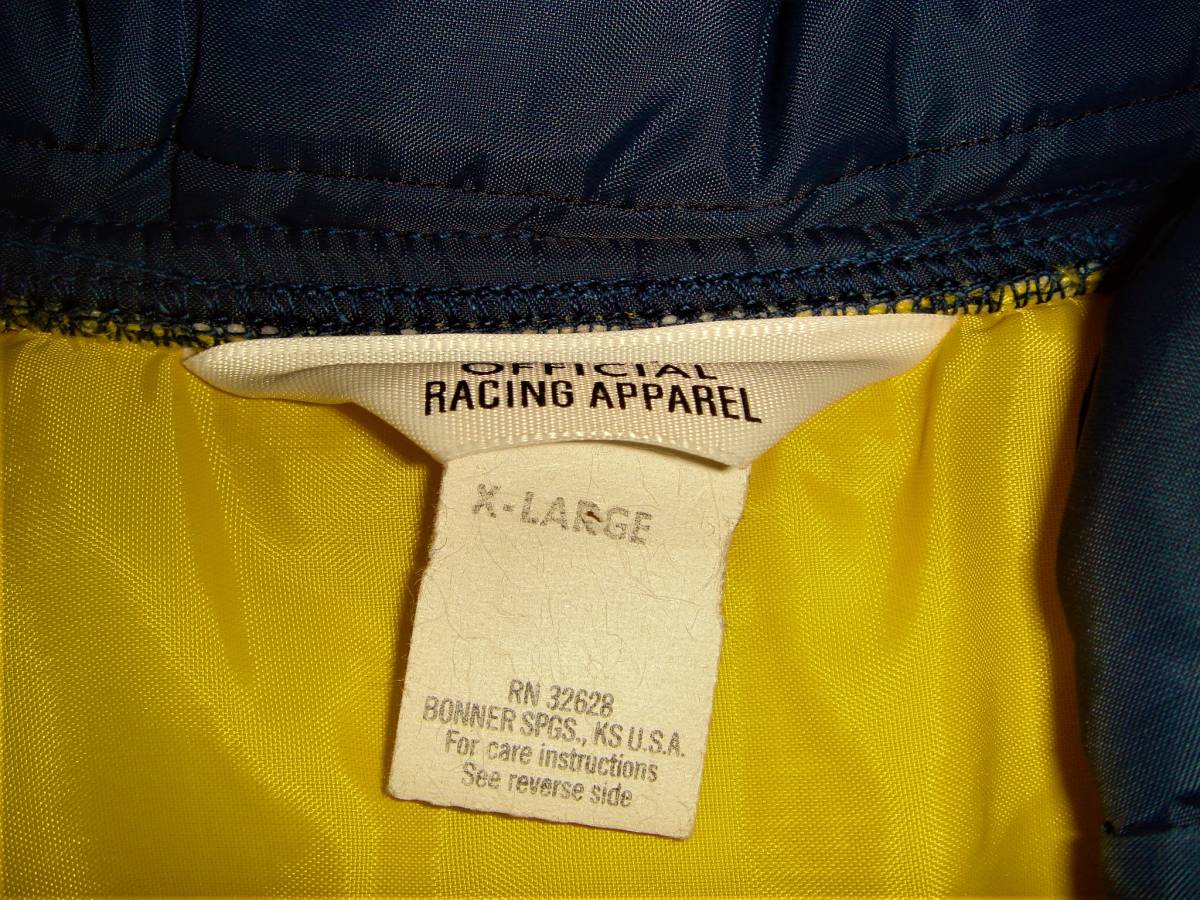 OFFICIAL
RACING APPAREL
X-LARGE
RN 32628
BONNER SPGS., KS U.S.A.
For care instructions
See reverse side